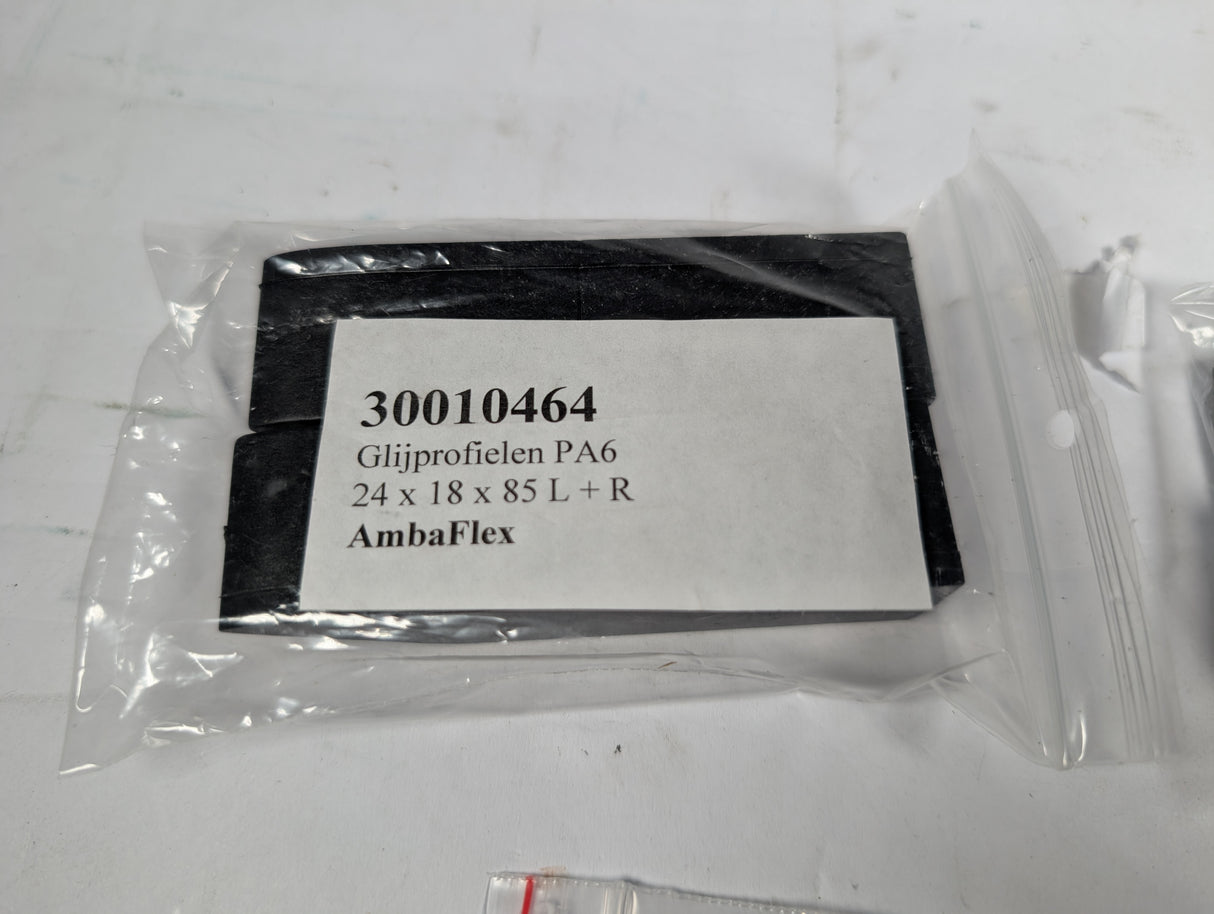 30010464
Glijprofielen PA6
24 x 18 x 85 L + R
AmbaFlex